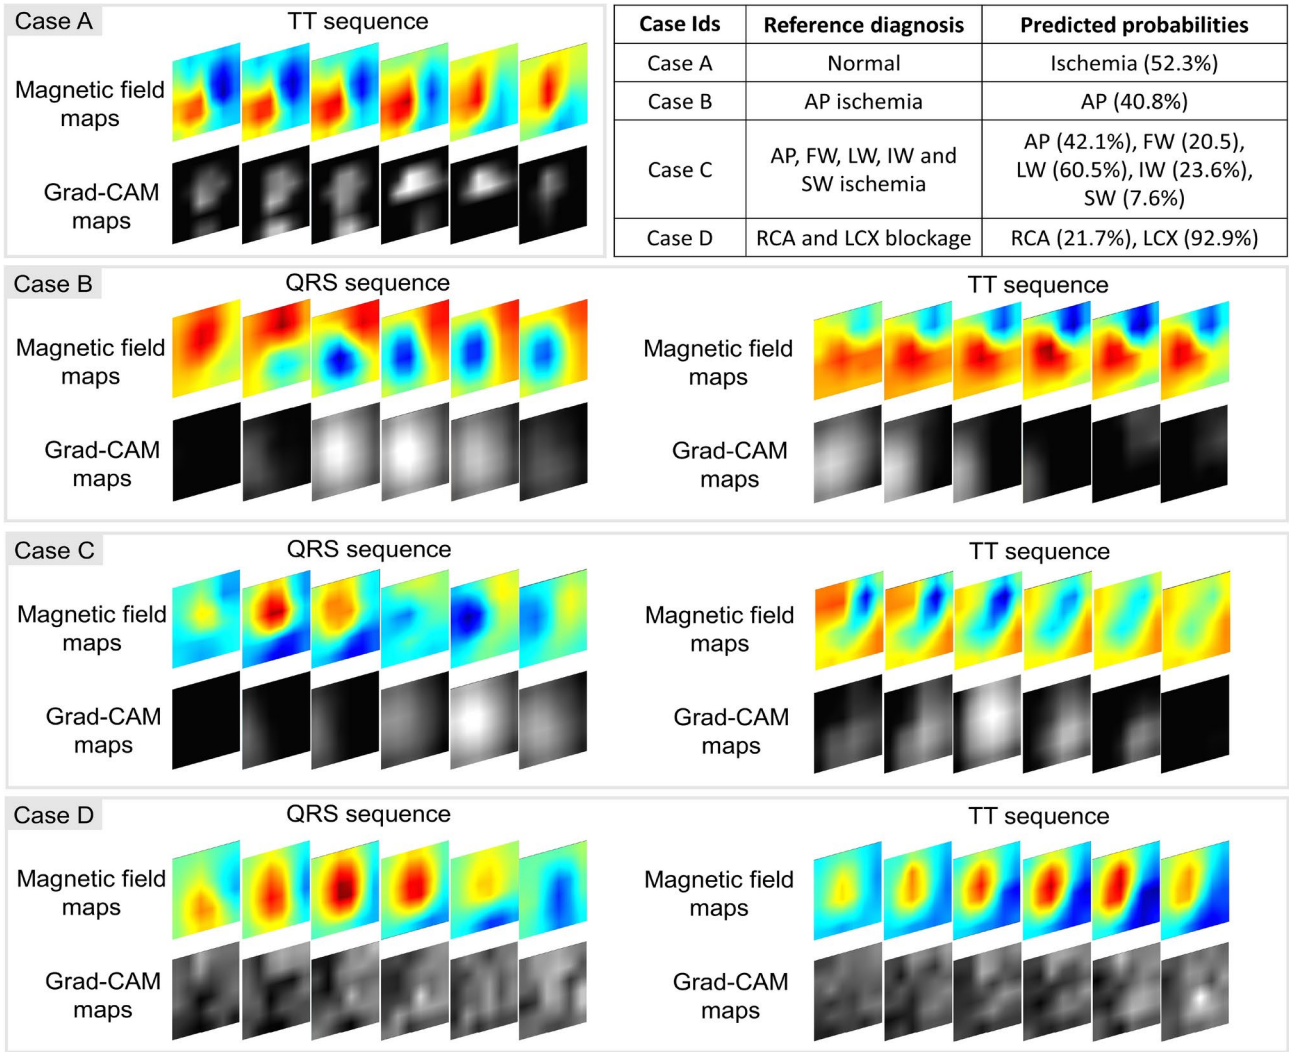 Case A
TT sequence
Magnetic field
maps
Grad-CAM
maps
Case Ids Reference diagnosis Predicted probabilities
Case A Normal Ischemia (52.3%)
Case B AP ischemia AP (40.8%)
Case C AP, FW, LW, IW and SW ischemia AP (42.1%), FW (20.5),
LW (60.5%), IW (23.6%),
SW (7.6%)
Case D RCA and LCX blockage RCA (21.7%), LCX (92.9%)
Case B
QRS sequence
TT sequence
Magnetic field
maps
Magnetic field
maps
Grad-CAM
maps
Grad-CAM
maps
Case C
QRS sequence
TT sequence
Magnetic field
maps
Magnetic field
maps
Grad-CAM
maps
Grad-CAM
maps
Case D
QRS sequence
TT sequence
Magnetic field
maps
Magnetic field
maps
Grad-CAM
maps
Grad-CAM
maps